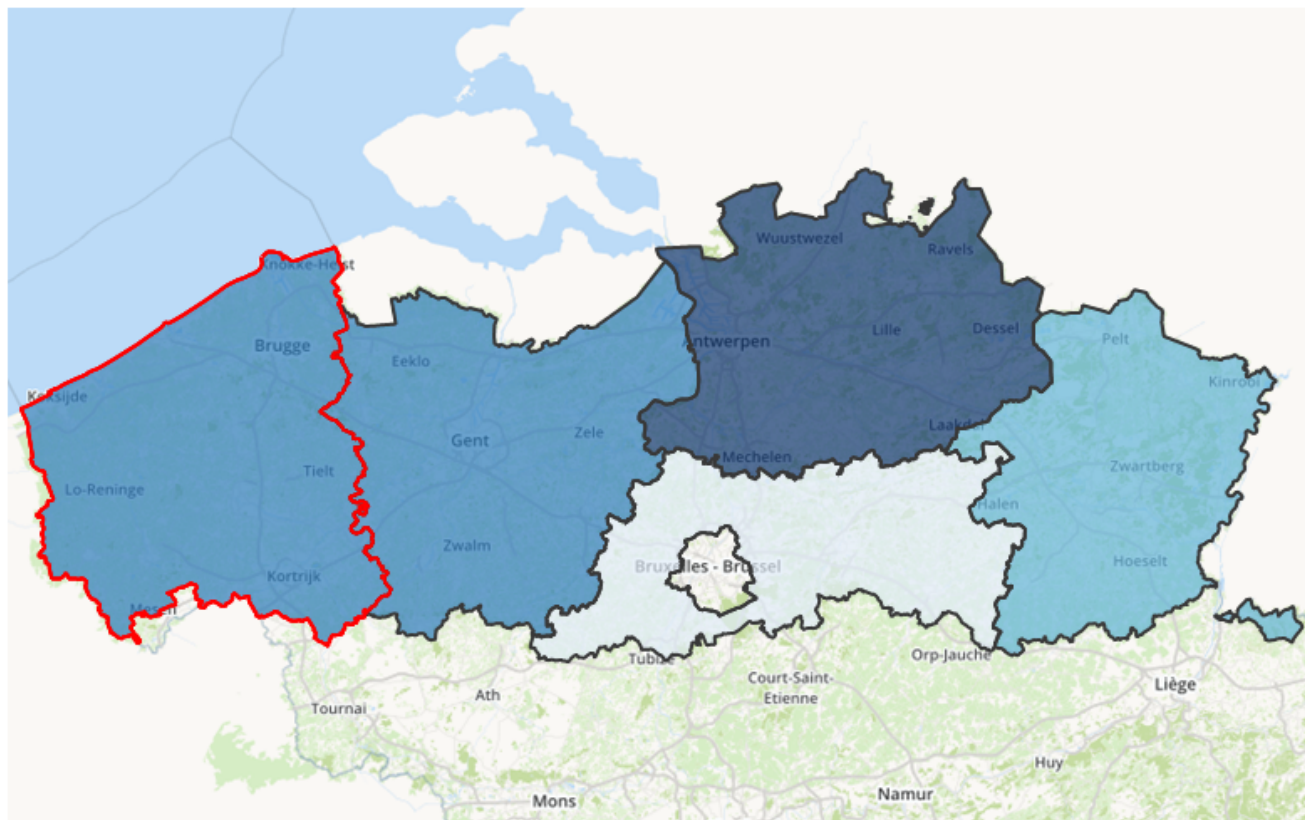 Wuustwezel
Ravels
Knokke-Heist
Brugge
Eeklo
Antwerpen
Lille
Dessel
Pelt
Kinrooi
Koksijde
Gent
Zele
Laakdal
Mechelen
Tielt
Lo-Reninge
Zwartberg
Halen
Zwalm
Kortrijk
Bruxelles - Brussel
Hoeselt
Mesen
Tubize
Orp-Jauche
Court-Saint-
Etienne
Liège
Ath
Tournai
Huy
Namur
Mons